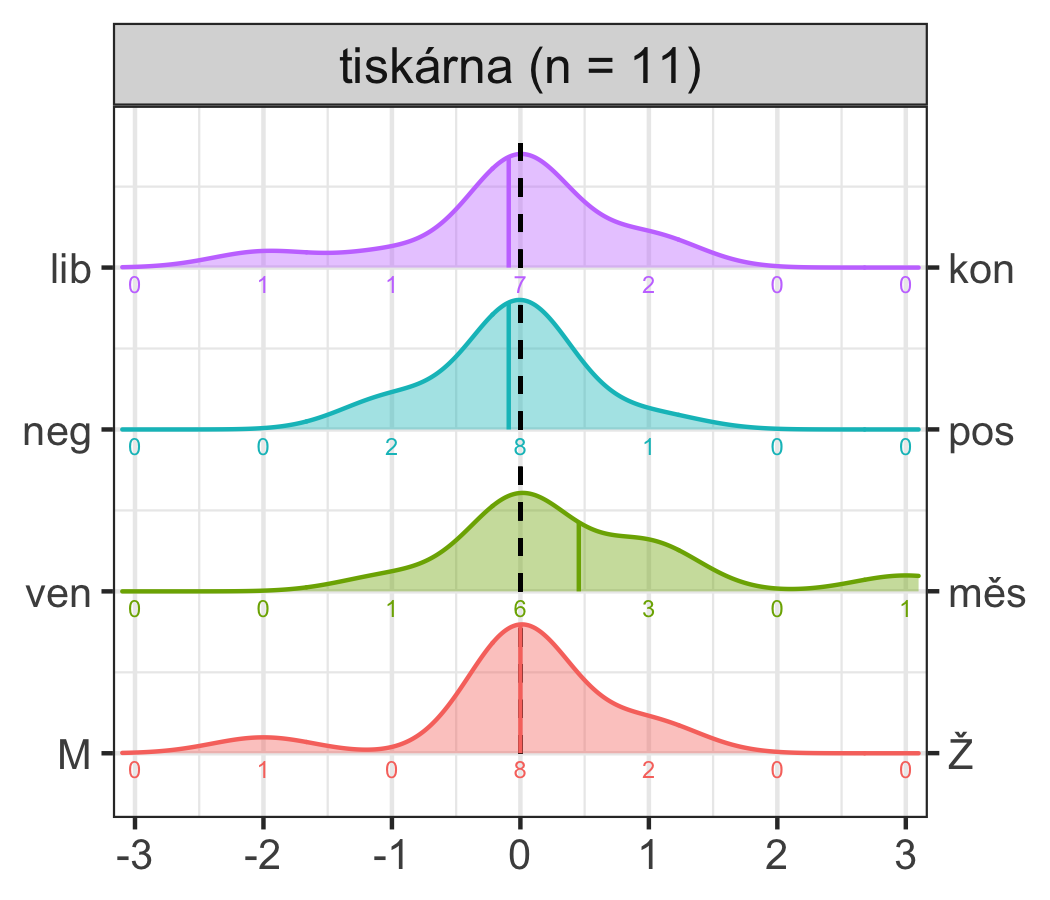 tiskárna (n = 11)
lib kon
0 1 1 7 2 0 0
neg pos
0 0 2 8 1 0 0
ven měs
0 0 1 6 3 0 1
M Ž
0 1 0 8 2 0 0
-3 -2 -1 0 1 2 3